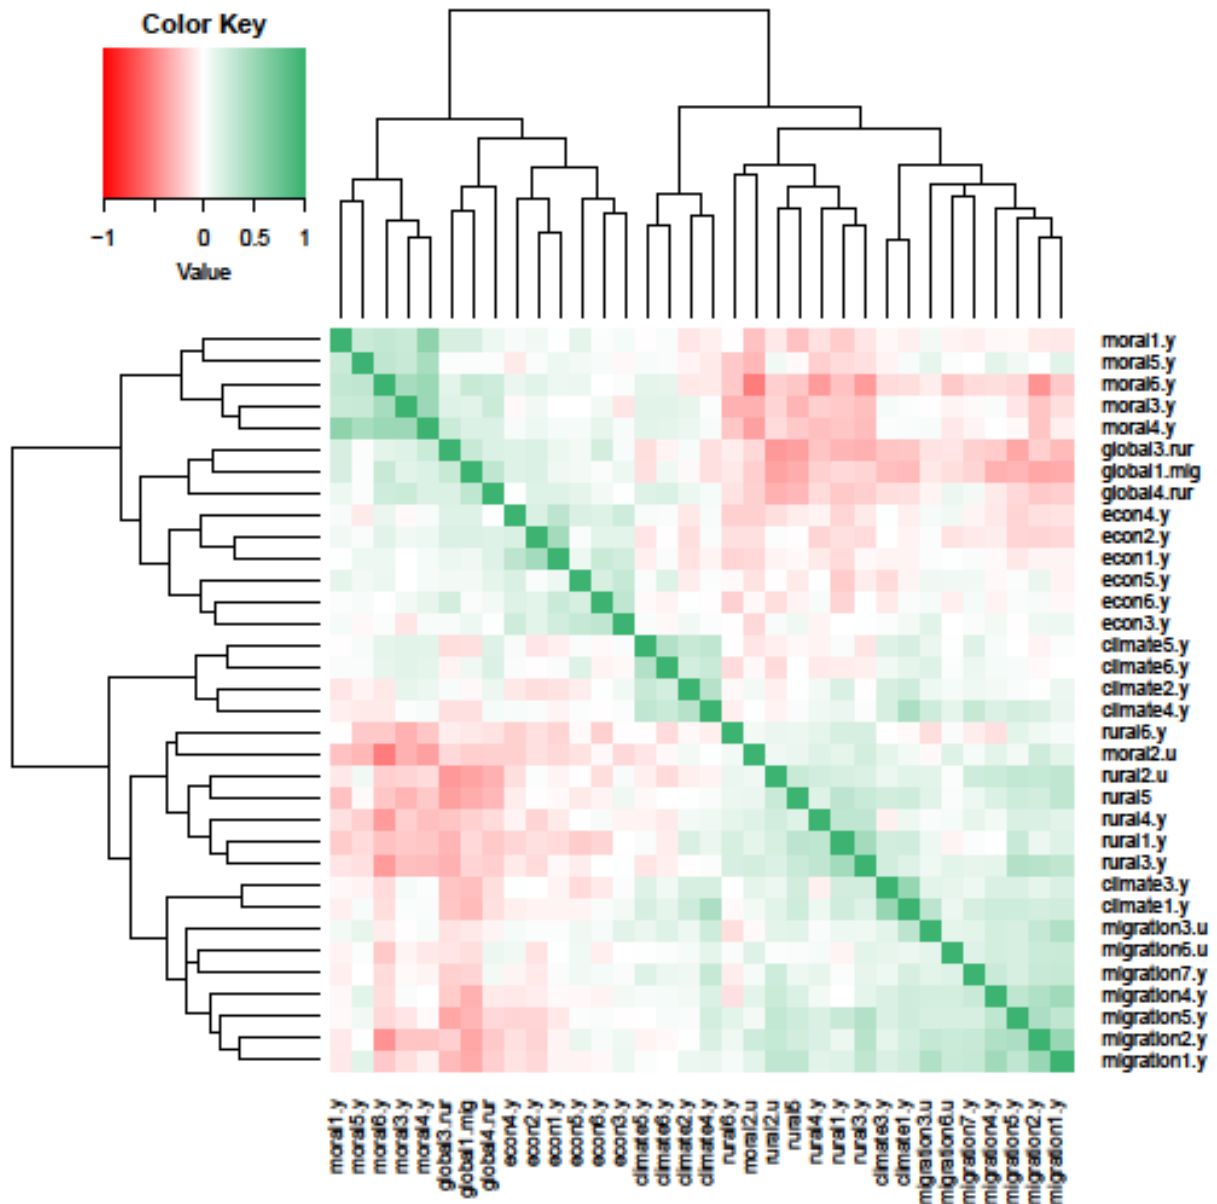 Color Key
−1 0 0.5 1
Value
moral1.y
moral5.y
moral6.y
moral3.y
moral4.y
global3.rur
global1.mig
global4.rur
econ4.y
econ2.y
econ1.y
econ5.y
econ6.y
econ3.y
climate5.y
climate6.y
climate2.y
climate4.y
rural6.y
moral2.u
rural2.u
rural5
rural4.y
rural1.y
rural3.y
climate3.y
climate1.y
migration3.u
migration6.u
migration7.y
migration4.y
migration5.y
migration2.y
migration1.y
moral1.y
moral5.y
moral6.y
moral3.y
moral4.y
global3.rur
global1.mig
global4.rur
econ4.y
econ2.y
econ1.y
econ5.y
econ6.y
econ3.y
climate5.y
climate6.y
climate2.y
climate4.y
rural6.y
moral2.u
rural2.u
rural5
rural4.y
rural1.y
rural3.y
climate3.y
climate1.y
migration3.u
migration6.u
migration7.y
migration4.y
migration5.y
migration2.y
migration1.y